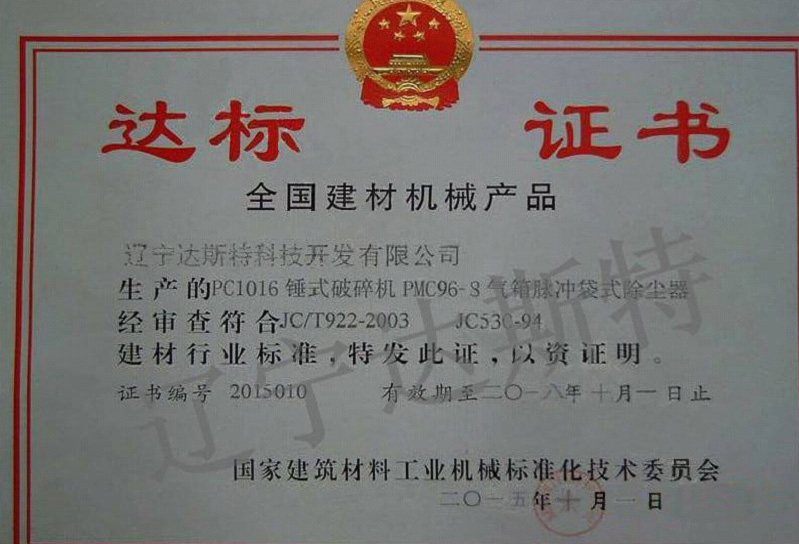 达标 证书
全国建材机械产品
辽宁达斯特科技开发有限公司
生产的PC1016 锤式破碎机 PMC96-8气箱脉冲袋式除尘器
经审查符合JC/T922-2003 JC530-94
建材行业标准，特发此证，以资证明。
证书编号 2015010 有效期至二〇一八年十月一日止
国家建筑材料工业机械标准化技术委员会
二〇一五年十月一日
辽宁达斯特